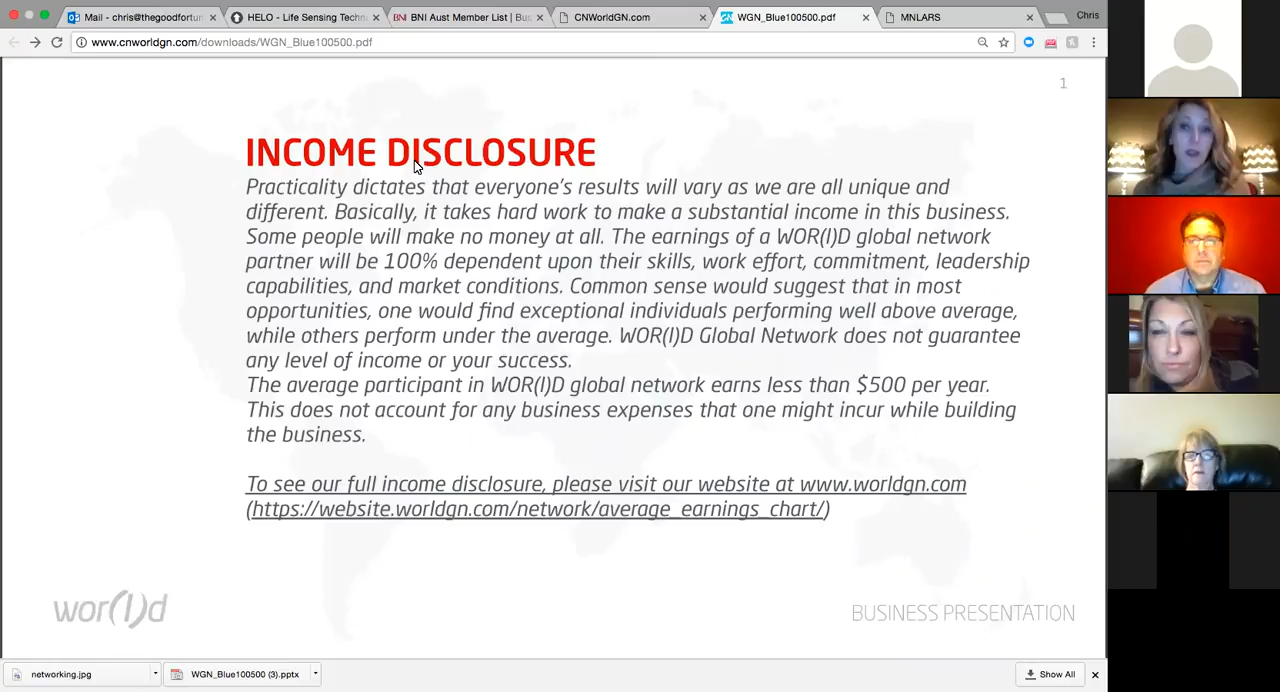 Mail - chris@thegoodfortun
HELO - Life Sensing Techn
BNI Aust Member List | Bus
CNWorldGN.com
WGN_Blue100500.pdf
MNLARS
Chris
www.cnworldgn.com/downloads/WGN_Blue100500.pdf
1
INCOME DISCLOSURE
Practicality dictates that everyone's results will vary as we are all unique and
different. Basically, it takes hard work to make a substantial income in this business.
Some people will make no money at all. The earnings of a WOR(I)D global network
partner will be 100% dependent upon their skills, work effort, commitment, leadership
capabilities, and market conditions. Common sense would suggest that in most
opportunities, one would find exceptional individuals performing well above average,
while others perform under the average. WOR(I)D Global Network does not guarantee
any level of income or your success.
The average participant in WOR(I)D global network earns less than $500 per year.
This does not account for any business expenses that one might incur while building
the business.
To see our full income disclosure, please visit our website at www.worldgn.com
(https://website.worldgn.com/network/average_earnings_chart/)
wor(l)d
BUSINESS PRESENTATION
networking.jpg
WGN_Blue100500 (3).pptx
Show All